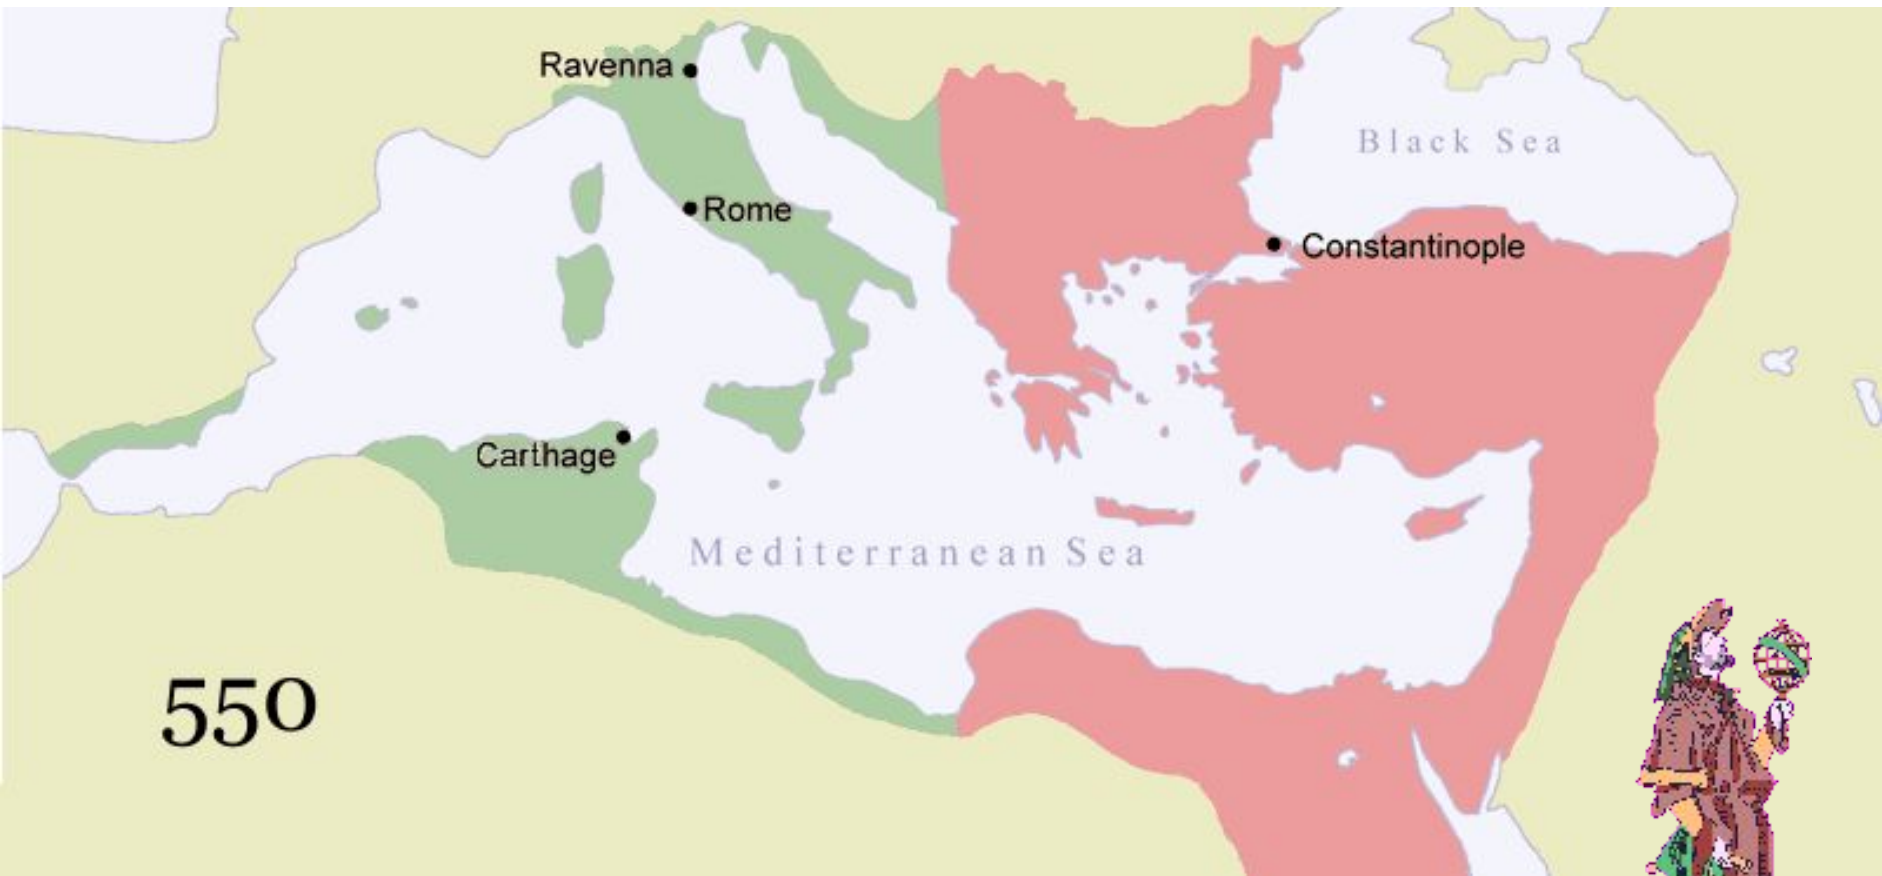 Ravenna
Black Sea
Rome
Constantinople
Carthage
Mediterranean Sea
550